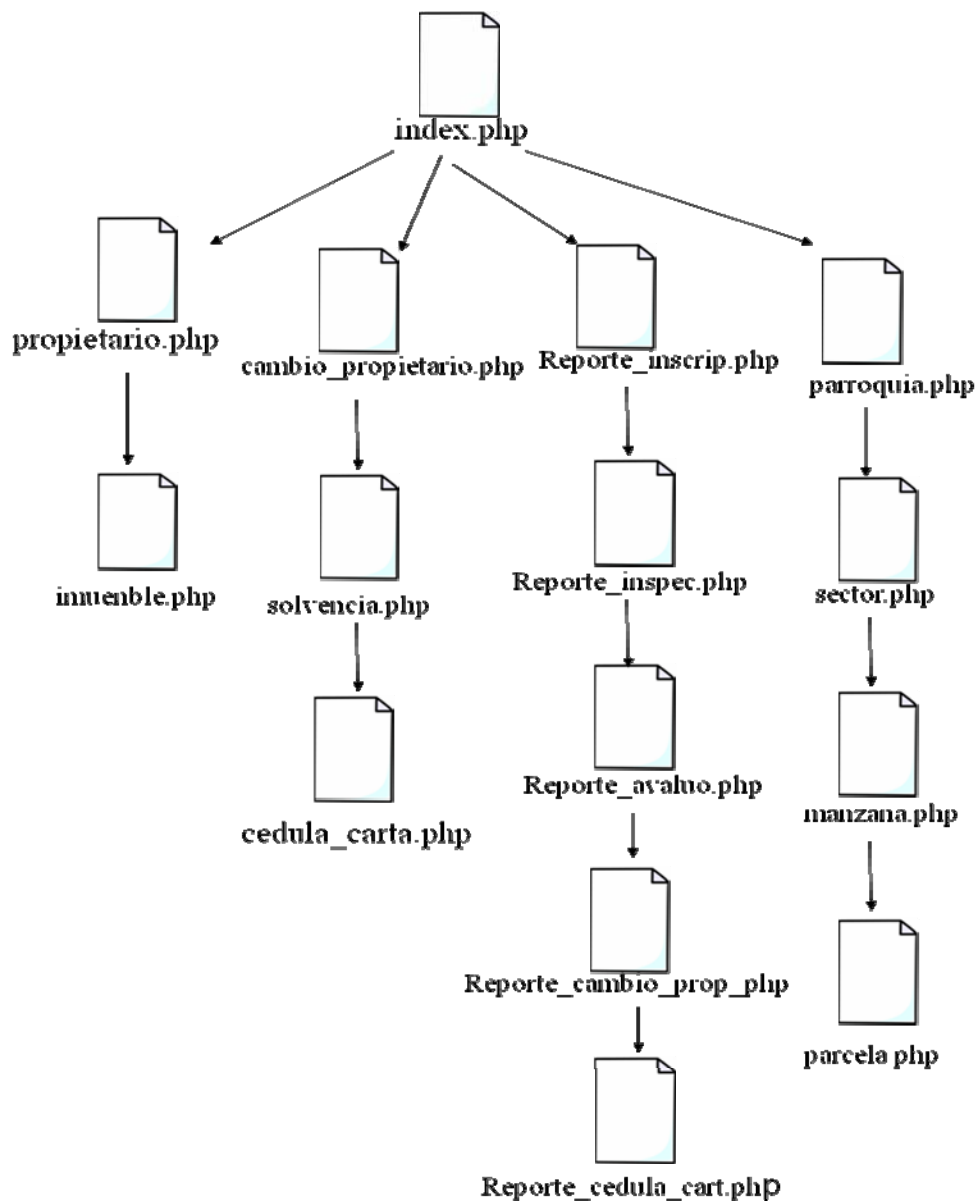 index.php
propietario.php
cambio_propietario.php
Reporte_inscrip.php
parroquia.php
inmuenble.php
solvencia.php
Reporte_inspec.php
sector.php
cedula_carta.php
Reporte_avaluo.php
manzana.php
Reporte_cambio_prop_php
parcela php
Reporte_cedula_cart.php